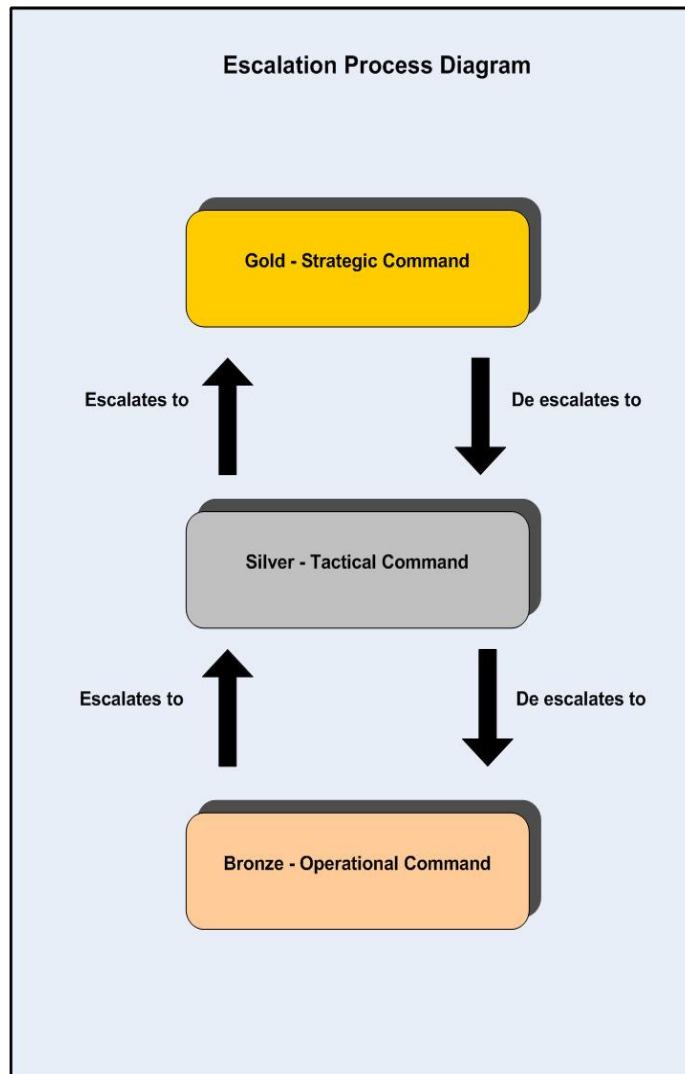 Escalation Process Diagram
Gold - Strategic Command
Escalates to
De escalates to
Silver - Tactical Command
Escalates to
De escalates to
Bronze - Operational Command